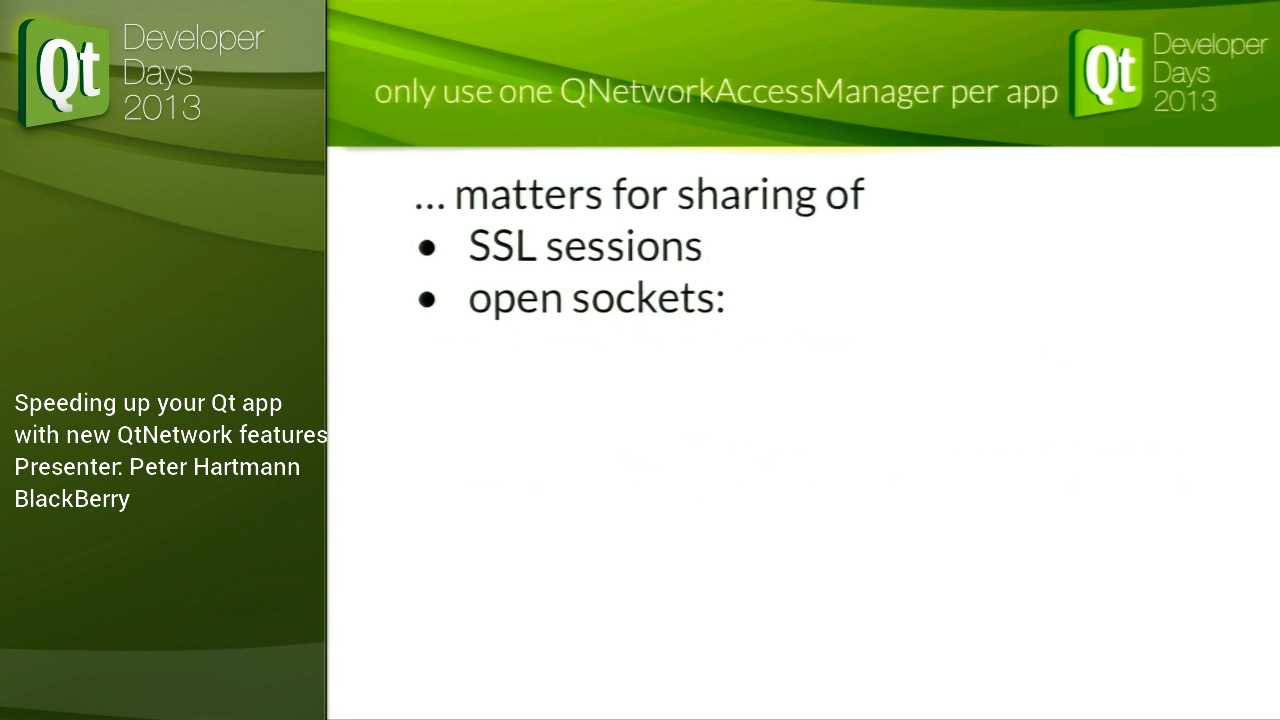 Qt Developer
Days
2013
only use one QNetworkAccessManager per app
Qt Developer
Days
2013
... matters for sharing of
• SSL sessions
• open sockets:
Speeding up your Qt app
with new QtNetwork features
Presenter: Peter Hartmann
BlackBerry